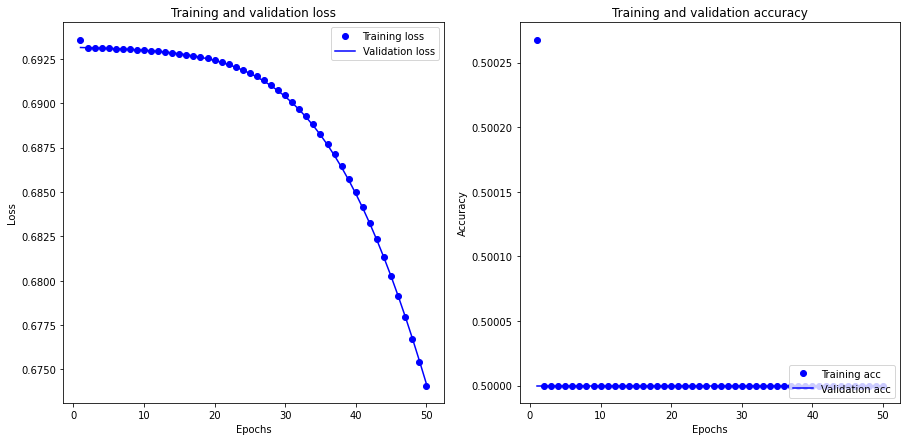 Training and validation loss
Training loss
Validation loss
0.6925
0.6900
0.6875
0.6850
0.6825
0.6800
0.6775
0.6750
Loss
0 10 20 30 40 50
Epochs
Training and validation accuracy
0.50025
0.50020
0.50015
0.50010
0.50005
0.50000
Accuracy
Training acc
Validation acc
0 10 20 30 40 50
Epochs